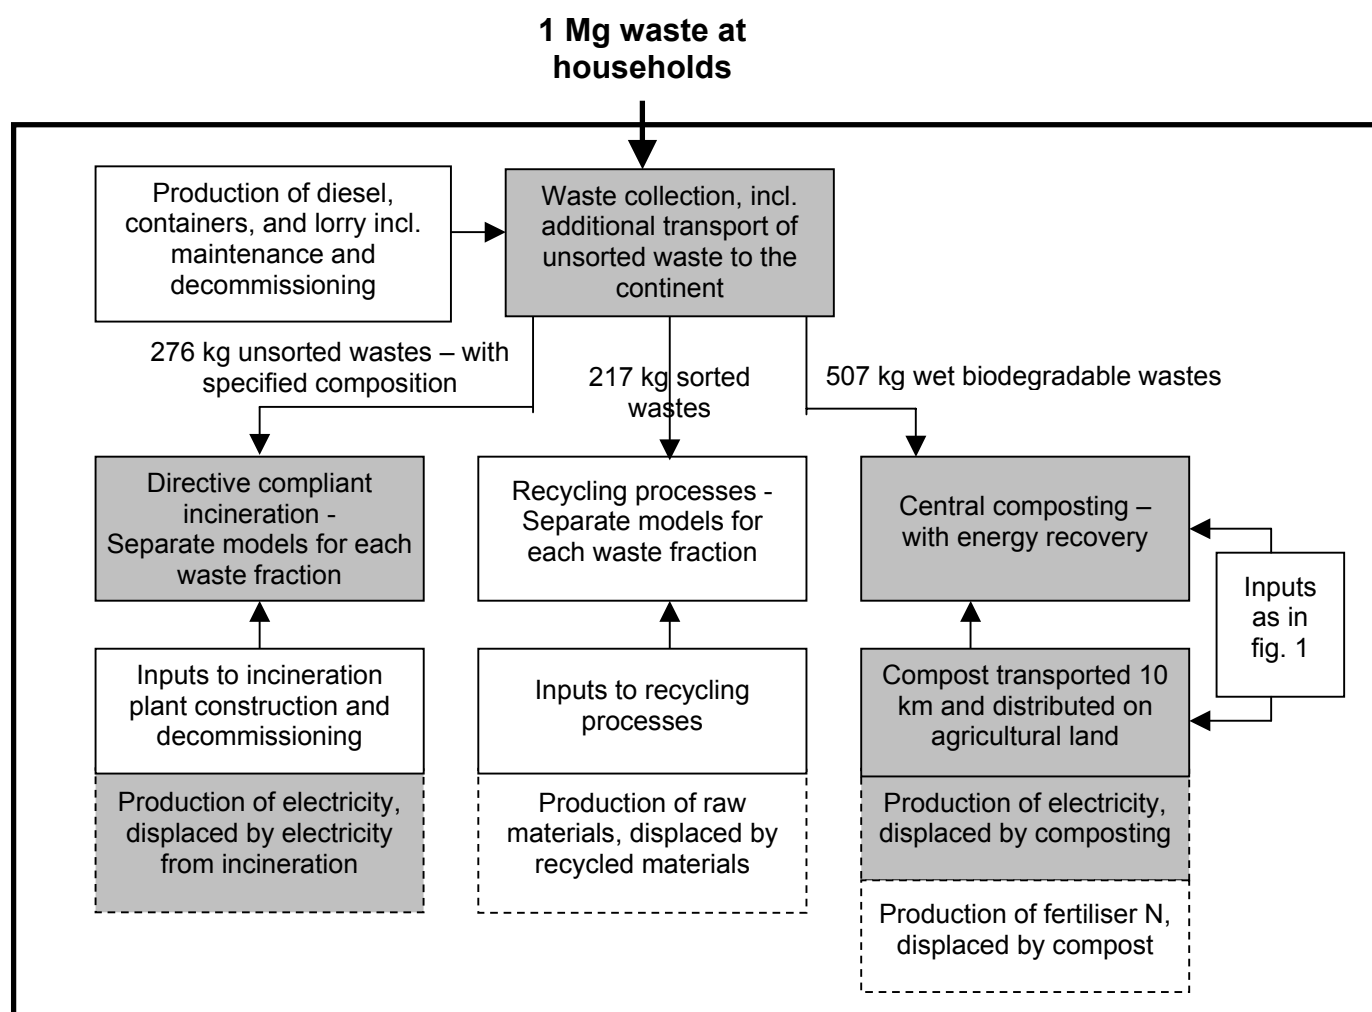 1 Mg waste at
households
Production of diesel,
containers, and lorry incl.
maintenance and
decommissioning
Waste collection, incl.
additional transport of
unsorted waste to the
continent
276 kg unsorted wastes – with
specified composition
217 kg sorted
wastes
507 kg wet biodegradable wastes
Directive compliant
incineration -
Separate models for each
waste fraction
Recycling processes -
Separate models for
each waste fraction
Central composting –
with energy recovery
Inputs
as in
fig. 1
Inputs to incineration
plant construction and
decommissioning
Inputs to recycling
processes
Compost transported 10
km and distributed on
agricultural land
Production of electricity,
displaced by electricity
from incineration
Production of raw
materials, displaced by
recycled materials
Production of electricity,
displaced by composting
Production of fertiliser N,
displaced by compost